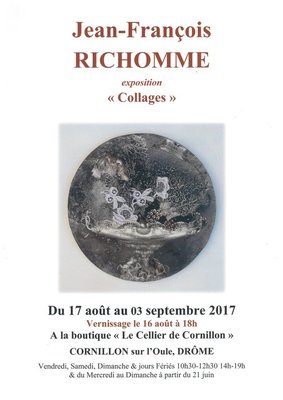 Jean-François
RICHOMME
exposition
« Collages »
Du 17 août au 03 septembre 2017
Vernissage le 16 août à 18h
A la boutique « Le Cellier de Cornillon »
CORNILLON sur l'Oule, DRÔME
Vendredi, Samedi, Dimanche & jours Fériés 10h30-12h30 14h-19h
& du Mercredi au Dimanche à partir du 21 juin